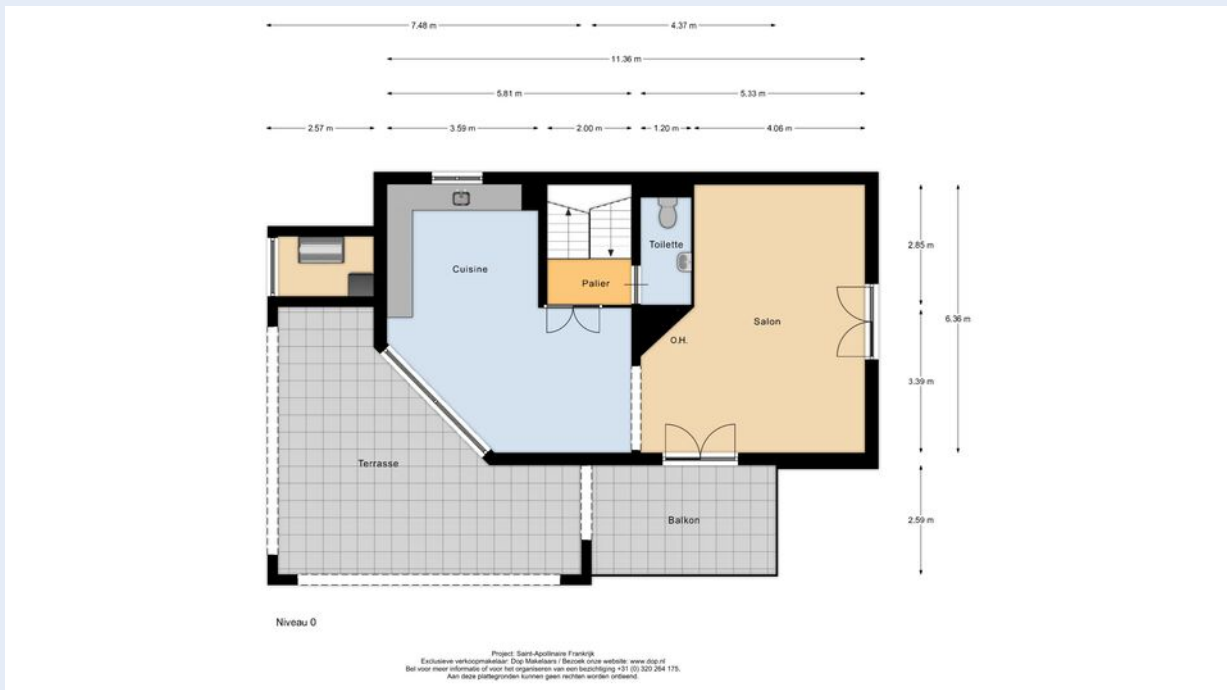 7.48 m 4.37 m
11.36 m
5.81 m 5.33 m
2.57 m 3.59 m 2.00 m 1.20 m 4.06 m
Toilette 2.85 m
Cuisine
Palier
Salon 6.36 m
O.H.
3.39 m
Terrasse
Balkon 2.59 m
Niveau 0
Project: Saint-Apollinaire Frankrijk
Exclusieve verkoopmakelaar: Dop Makelaars / Bezoek onze website: www.dop.nl
Bel voor meer informatie of voor het organiseren van een bezichtiging +31 (0) 320 264 175.
Aan deze plattegronden kunnen geen rechten worden ontleend.